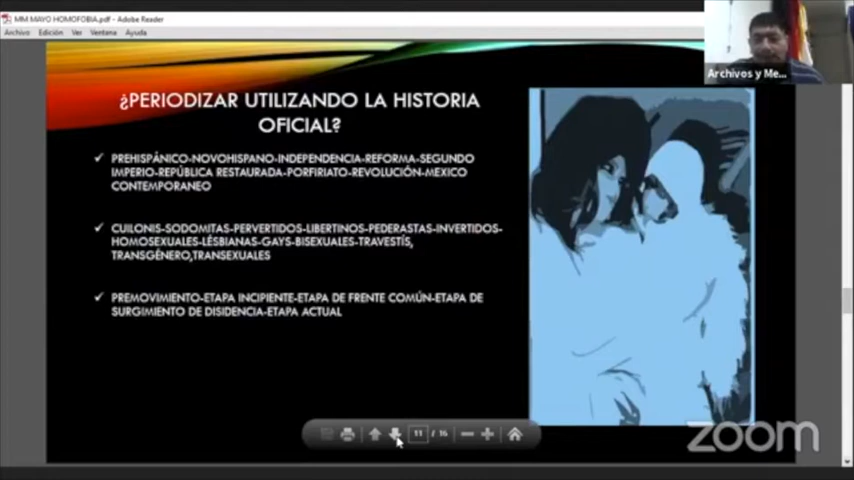 MM MAYO HOMOFOBIA.pdf - Adobe Reader
Archivo Edición Ver Ventana Ayuda
Archivos y Me...
¿PERIODIZAR UTILIZANDO LA HISTORIA
OFICIAL?
✓ PREHISPÁNICO-NOVOHISPANO-INDEPENDENCIA-REFORMA-SEGUNDO
IMPERIO-REPÚBLICA RESTAURADA-PORFIRIATO-REVOLUCIÓN-MEXICO
CONTEMPORANEO
✓ CUILONIS-SODOMITAS-PERVERTIDOS-LIBERTINOS-PEDERASTAS-INVERTIDOS-
HOMOSEXUALES-LÉSBIANAS-GAYS-BISEXUALES-TRAVESTÍS,
TRANSGÉNERO,TRANSEXUALES
✓ PREMOVIMIENTO-ETAPA INCIPIENTE-ETAPA DE FRENTE COMÚN-ETAPA DE
SURGIMIENTO DE DISIDENCIA-ETAPA ACTUAL
11 / 16
zoom